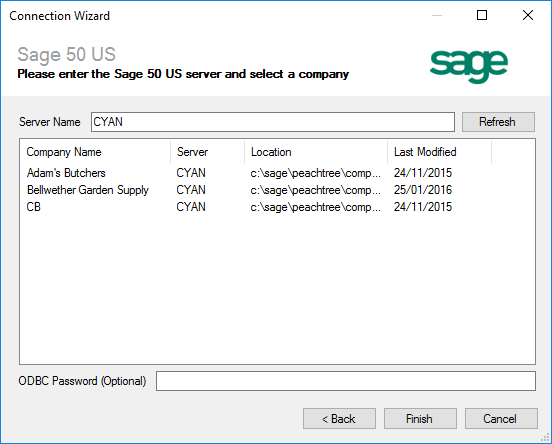 Connection Wizard
Sage 50 US
Please enter the Sage 50 US server and select a company
sage
Server Name CYAN Refresh
Company Name Server Location Last Modified
Adam's Butchers CYAN c:\sage\peachtree\comp... 24/11/2015
Bellwether Garden Supply CYAN c:\sage\peachtree\comp... 25/01/2016
CB CYAN c:\sage\peachtree\comp... 24/11/2015
ODBC Password (Optional)
< Back Finish Cancel